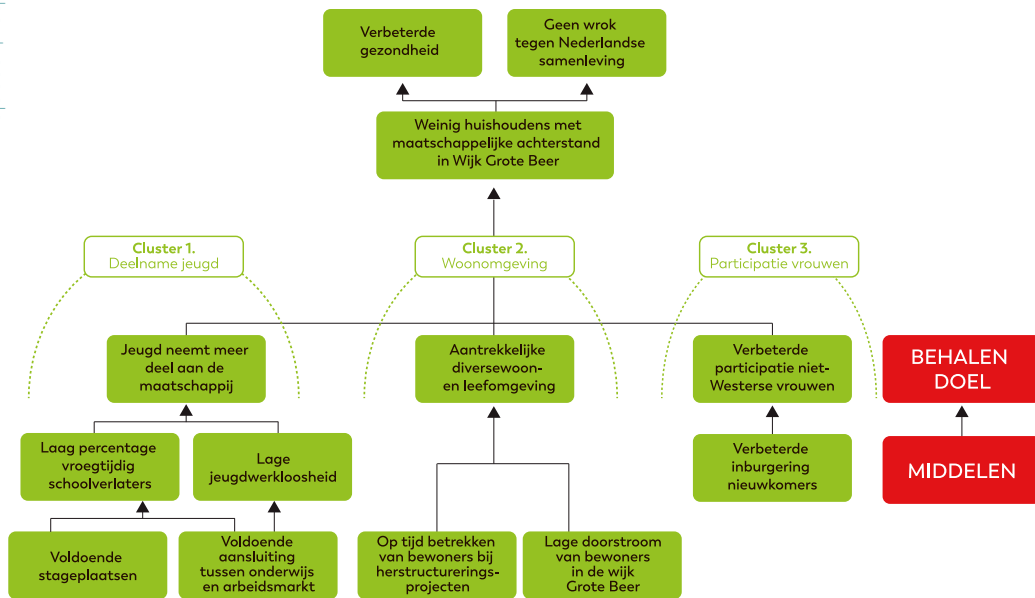 Verbeterde
gezondheid
Geen wrok
tegen Nederlandse
samenleving
Weinig huishoudens met
maatschappelijke achterstand
in Wijk Grote Beer
Cluster 1.
Deelname jeugd
Cluster 2.
Woonomgeving
Cluster 3.
Participatie vrouwen
Jeugd neemt meer
deel aan de
maatschappij
Aantrekkelijke
diversewoon-
en leefomgeving
Verbeterde
participatie niet-
Westerse vrouwen
BEHALEN
DOEL
Laag percentage
vroegtijdig
schoolverlaters
Lage
jeugdwerkloosheid
Verbeterde
inburgering
nieuwkomers
MIDDELEN
Voldoende
stageplaatsen
Voldoende
aansluiting
tussen onderwijs
en arbeidsmarkt
Op tijd betrekken
van bewoners bij
herstructurerings-
projecten
Lage doorstroom
van bewoners
in de wijk
Grote Beer